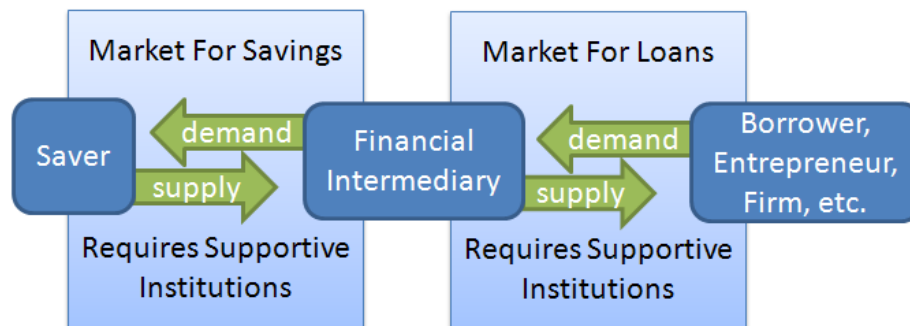 Market For Savings
Market For Loans
Saver
demand
supply
Financial
Intermediary
demand
supply
Borrower,
Entrepreneur,
Firm, etc.
Requires Supportive
Institutions
Requires Supportive
Institutions